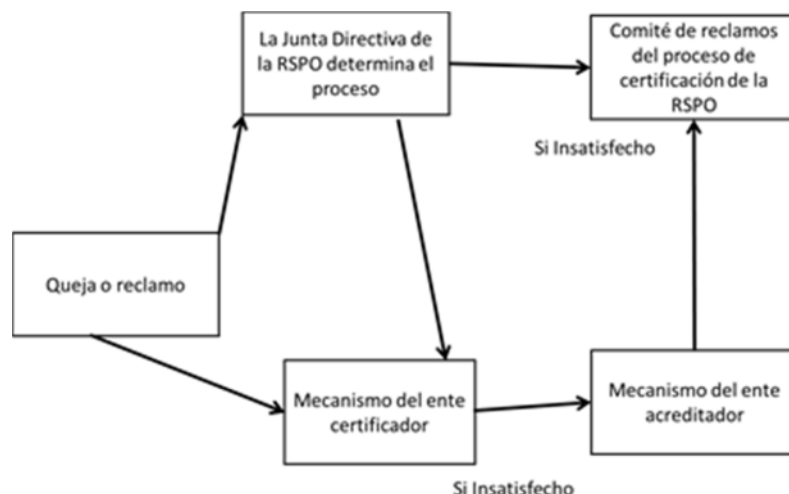 La Junta Directiva de
la RSPO determina el
proceso
Comité de reclamos
del proceso de
certificación de la
RSPO
Si Insatisfecho
Queja o reclamo
Mecanismo del ente
certificador
Mecanismo del ente
acreditador
Si Insatisfecho